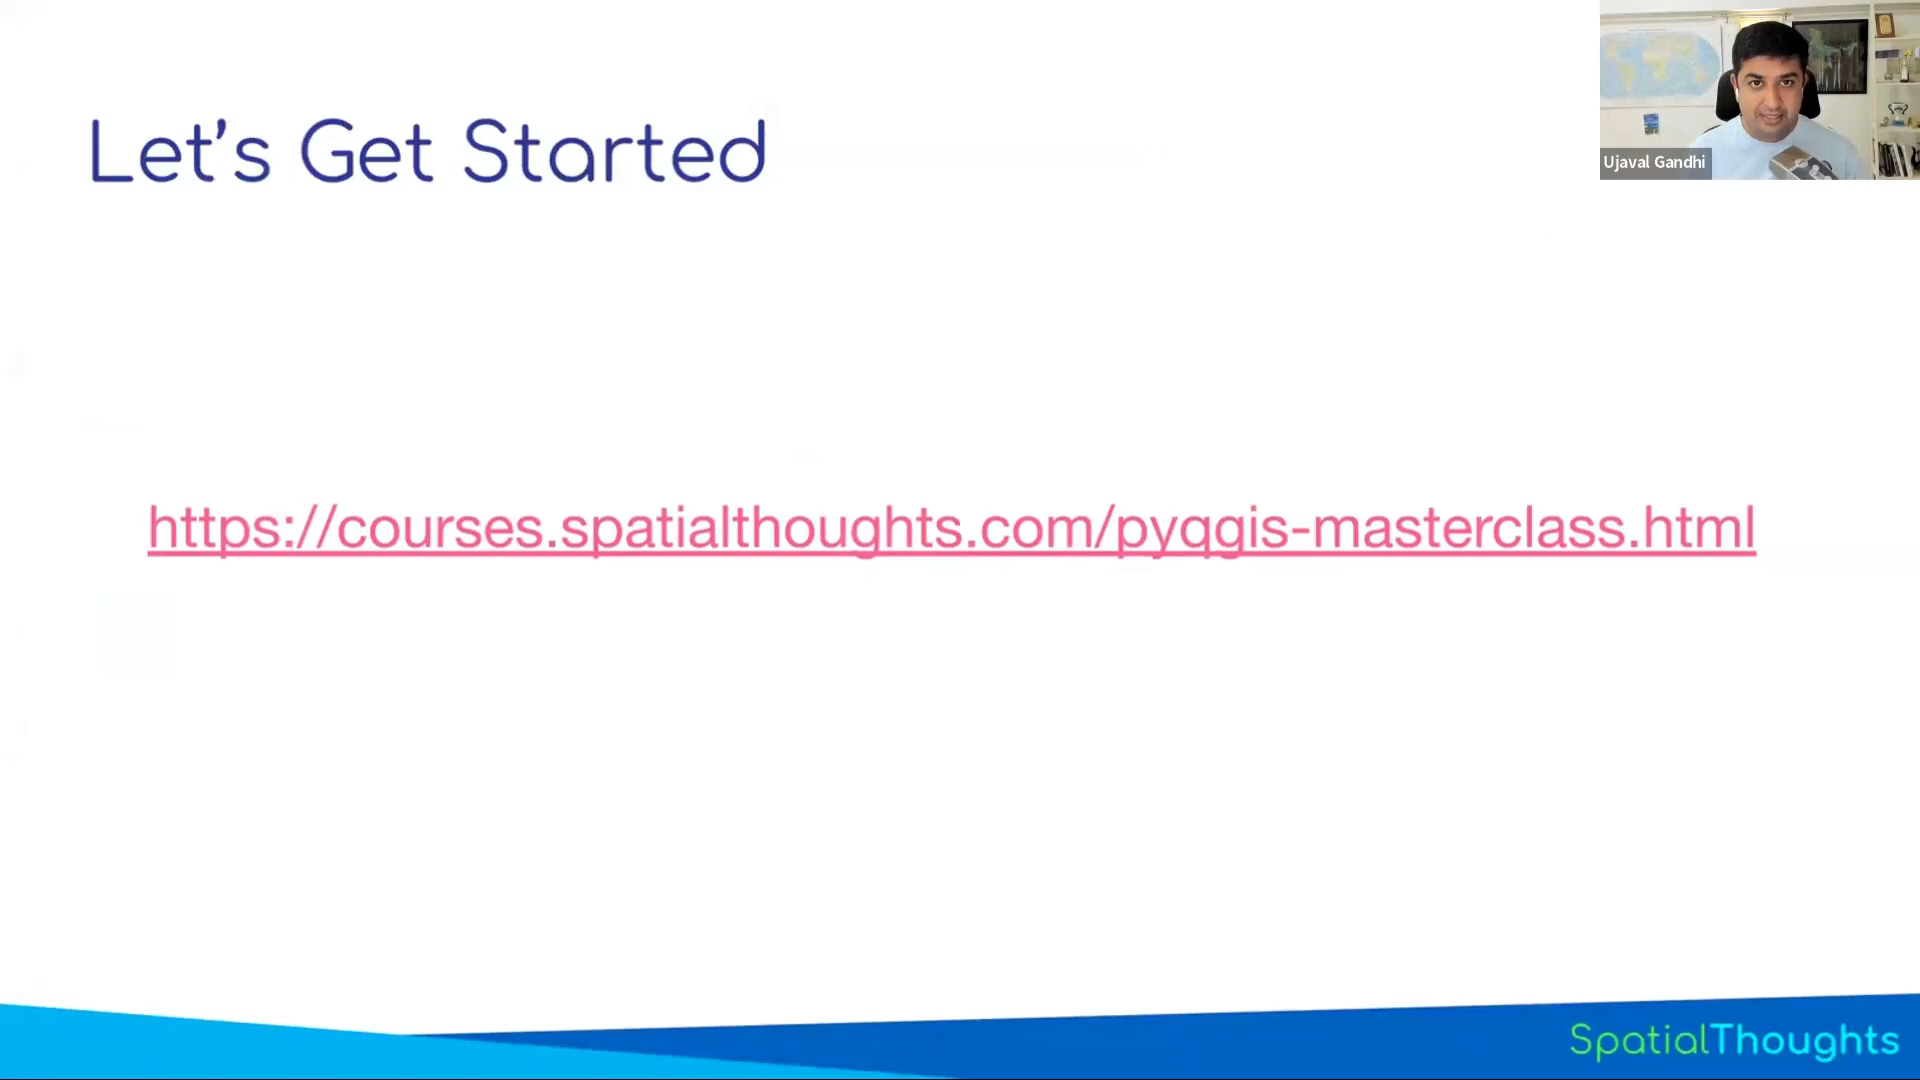 Let's Get Started
Ujaval Gandhi
https://courses.spatialthoughts.com/pyqgis-masterclass.html
SpatialThoughts